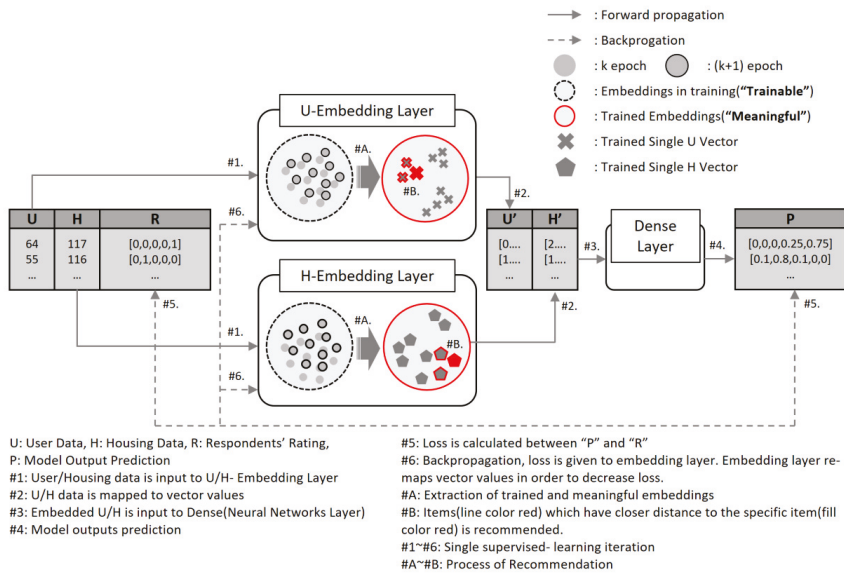 : Forward propagation
: Backprogation
: k epoch
: (k+1) epoch
: Embeddings in training("Trainable")
: Trained Embeddings("Meaningful")
: Trained Single U Vector
: Trained Single H Vector
U-Embedding Layer
#A.
#B.
#1.
#6.
#2.
U H R
64 117 [0,0,0,0,1]
55 116 [0,1,0,0,0]
... ... ...
U' H'
[0.... [2....
[1.... [1....
... ...
#3.
Dense
Layer
#4.
P
[0,0,0,0.25,0.75]
[0.1,0.8,0.1,0,0]
...
H-Embedding Layer
#A.
#B.
#1.
#6.
#2.
#5.
#5.
U: User Data, H: Housing Data, R: Respondents' Rating,
P: Model Output Prediction
#1: User/Housing data is input to U/H- Embedding Layer
#2: U/H data is mapped to vector values
#3: Embedded U/H is input to Dense(Neural Networks Layer)
#4: Model outputs prediction
#5: Loss is calculated between "P" and "R"
#6: Backpropagation, loss is given to embedding layer. Embedding layer re-
maps vector values in order to decrease loss.
#A: Extraction of trained and meaningful embeddings
#B: Items(line color red) which have closer distance to the specific item(fill
color red) is recommended.
#1~#6: Single supervised- learning iteration
#A~#B: Process of Recommendation